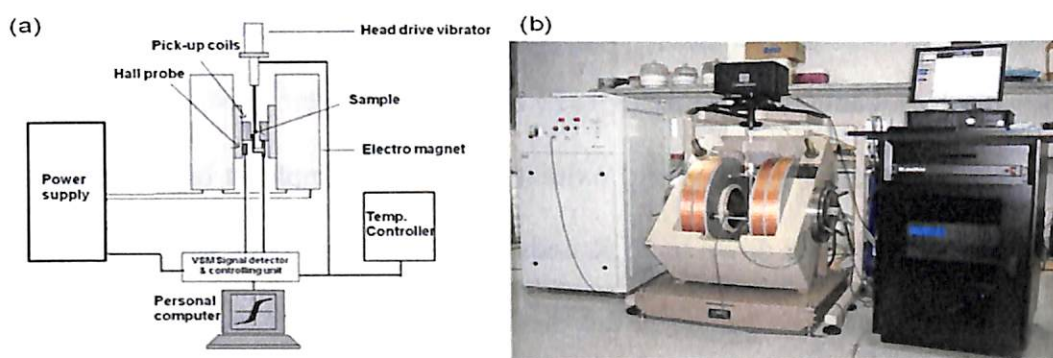 (a)
Head drive vibrator
Pick-up coils
Hall probe
Sample
Electro magnet
Power
supply
Temp.
Controller
VSM Signal detector
& controlling unit
Personal
computer
(b)